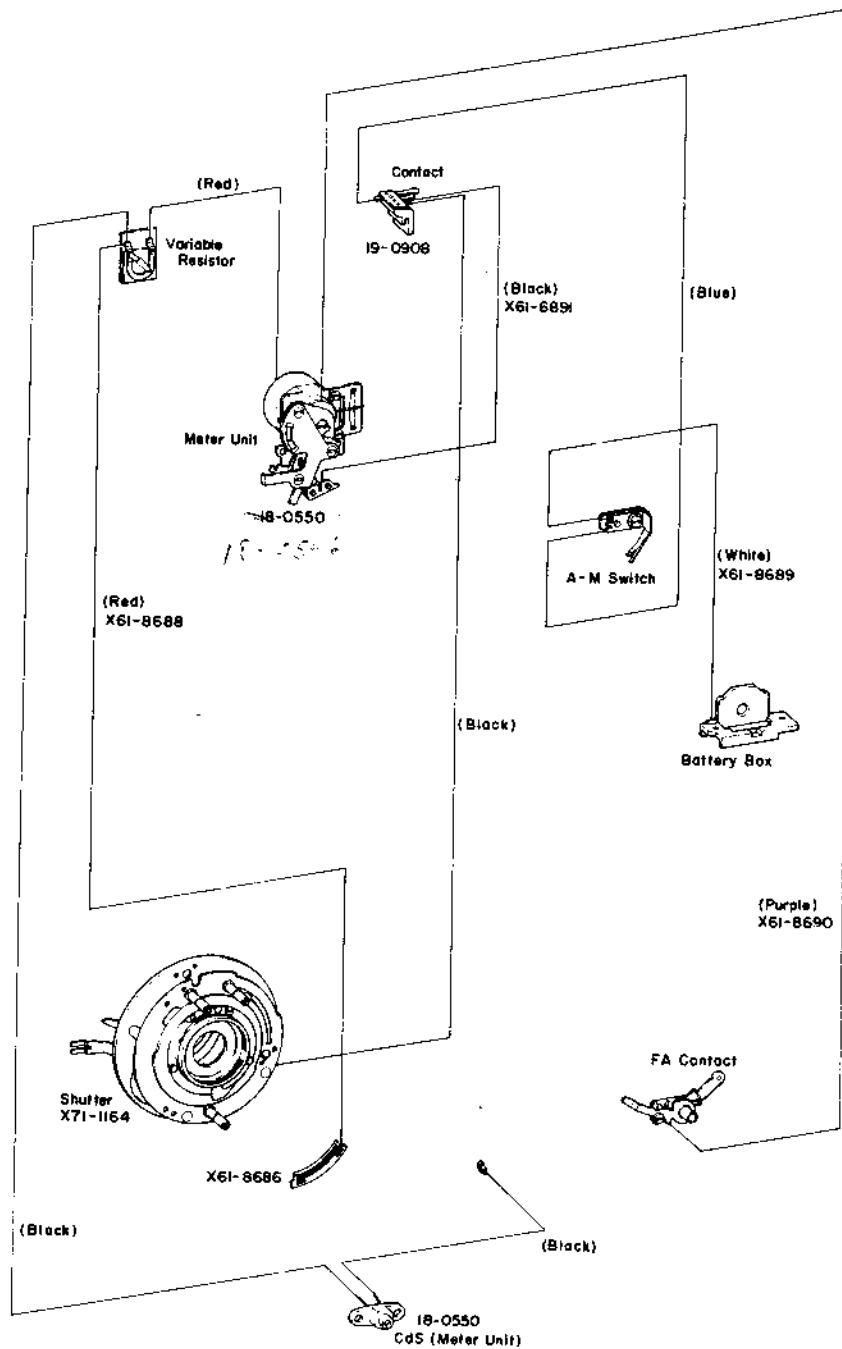 Contact
(Red)
19-0908
Variable
Resistor
(Black)
X61-6891
(Blue)
Meter Unit
18-0550
A-M Switch
(White)
X61-8689
(Red)
X61-8688
(Black)
Battery Box
(Purple)
X61-8690
FA Contact
Shutter
X71-1164
X61-8686
(Black)
(Black)
18-0550
CdS (Meter Unit)